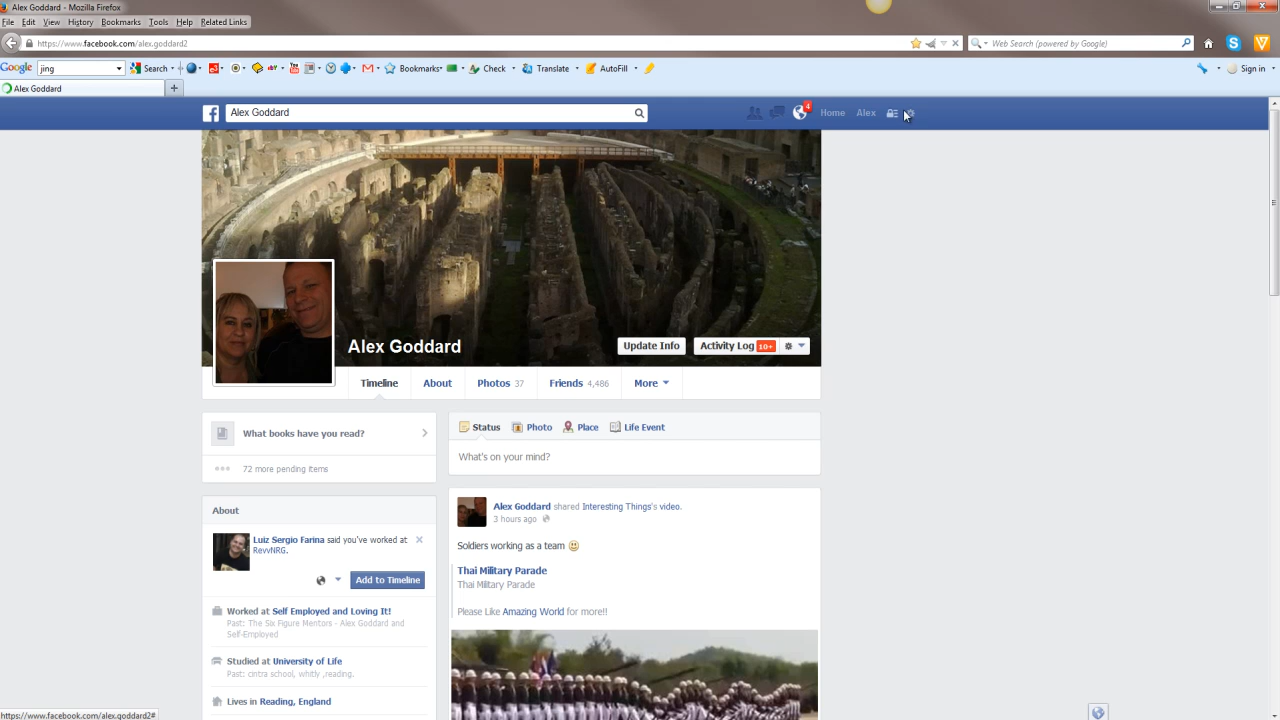 Alex Goddard - Mozilla Firefox
File Edit View History Bookmarks Tools Help Related Links
https://www.facebook.com/alex.goddard2
Web Search (powered by Google)
Google jing Search Bookmarks Check Translate AutoFill Sign in
Alex Goddard
Alex Goddard 4 Home Alex
Alex Goddard
Update Info Activity Log 10+
Timeline About Photos 37 Friends 4,486 More
What books have you read?
72 more pending items
Status Photo Place Life Event
What's on your mind?
About
Luiz Sergio Farina said you've worked at
RevvNRG.
Add to Timeline
Worked at Self Employed and Loving It!
Past: The Six Figure Mentors - Alex Goddard and
Self-Employed
Studied at University of Life
Past: cintra school, whitly ,reading.
Lives in Reading, England
Alex Goddard shared Interesting Things's video.
3 hours ago
Soldiers working as a team
Thai Military Parade
Thai Military Parade
Please Like Amazing World for more!!
https://www.facebook.com/alex.goddard2#